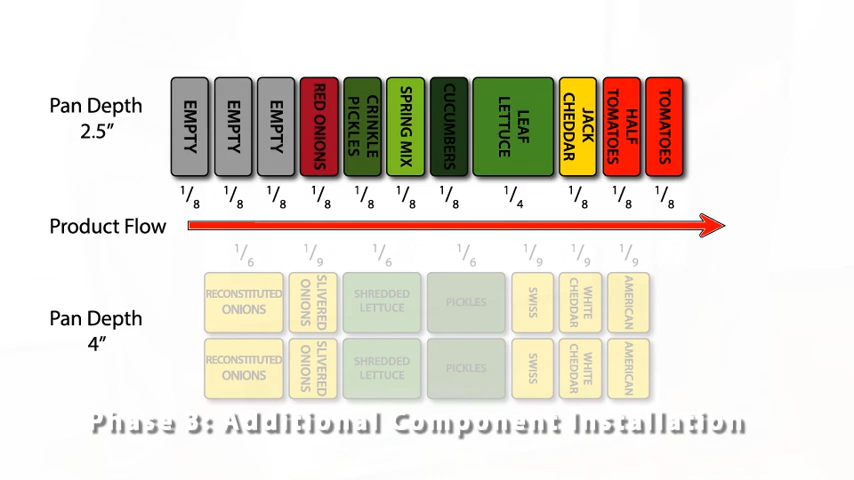 Pan Depth
2.5"
EMPTY
EMPTY
EMPTY
RED ONIONS
CRINKLE
PICKLES
SPRING MIX
CUCUMBERS
LEAF
LETTUCE
JACK
CHEDDAR
HALF
TOMATOES
TOMATOES
1/8 1/8 1/8 1/8 1/8 1/8 1/8 1/4 1/8 1/8 1/8
Product Flow
1/6 1/9 1/6 1/6 1/9 1/9 1/9
Pan Depth
4"
RECONSTITUTED
ONIONS
SLIVERED
ONIONS
SHREDDED
LETTUCE
PICKLES
SWISS
WHITE
CHEDDAR
AMERICAN
RECONSTITUTED
ONIONS
SLIVERED
ONIONS
SHREDDED
LETTUCE
PICKLES
SWISS
WHITE
CHEDDAR
AMERICAN
Phase 3: Additional Component Installation